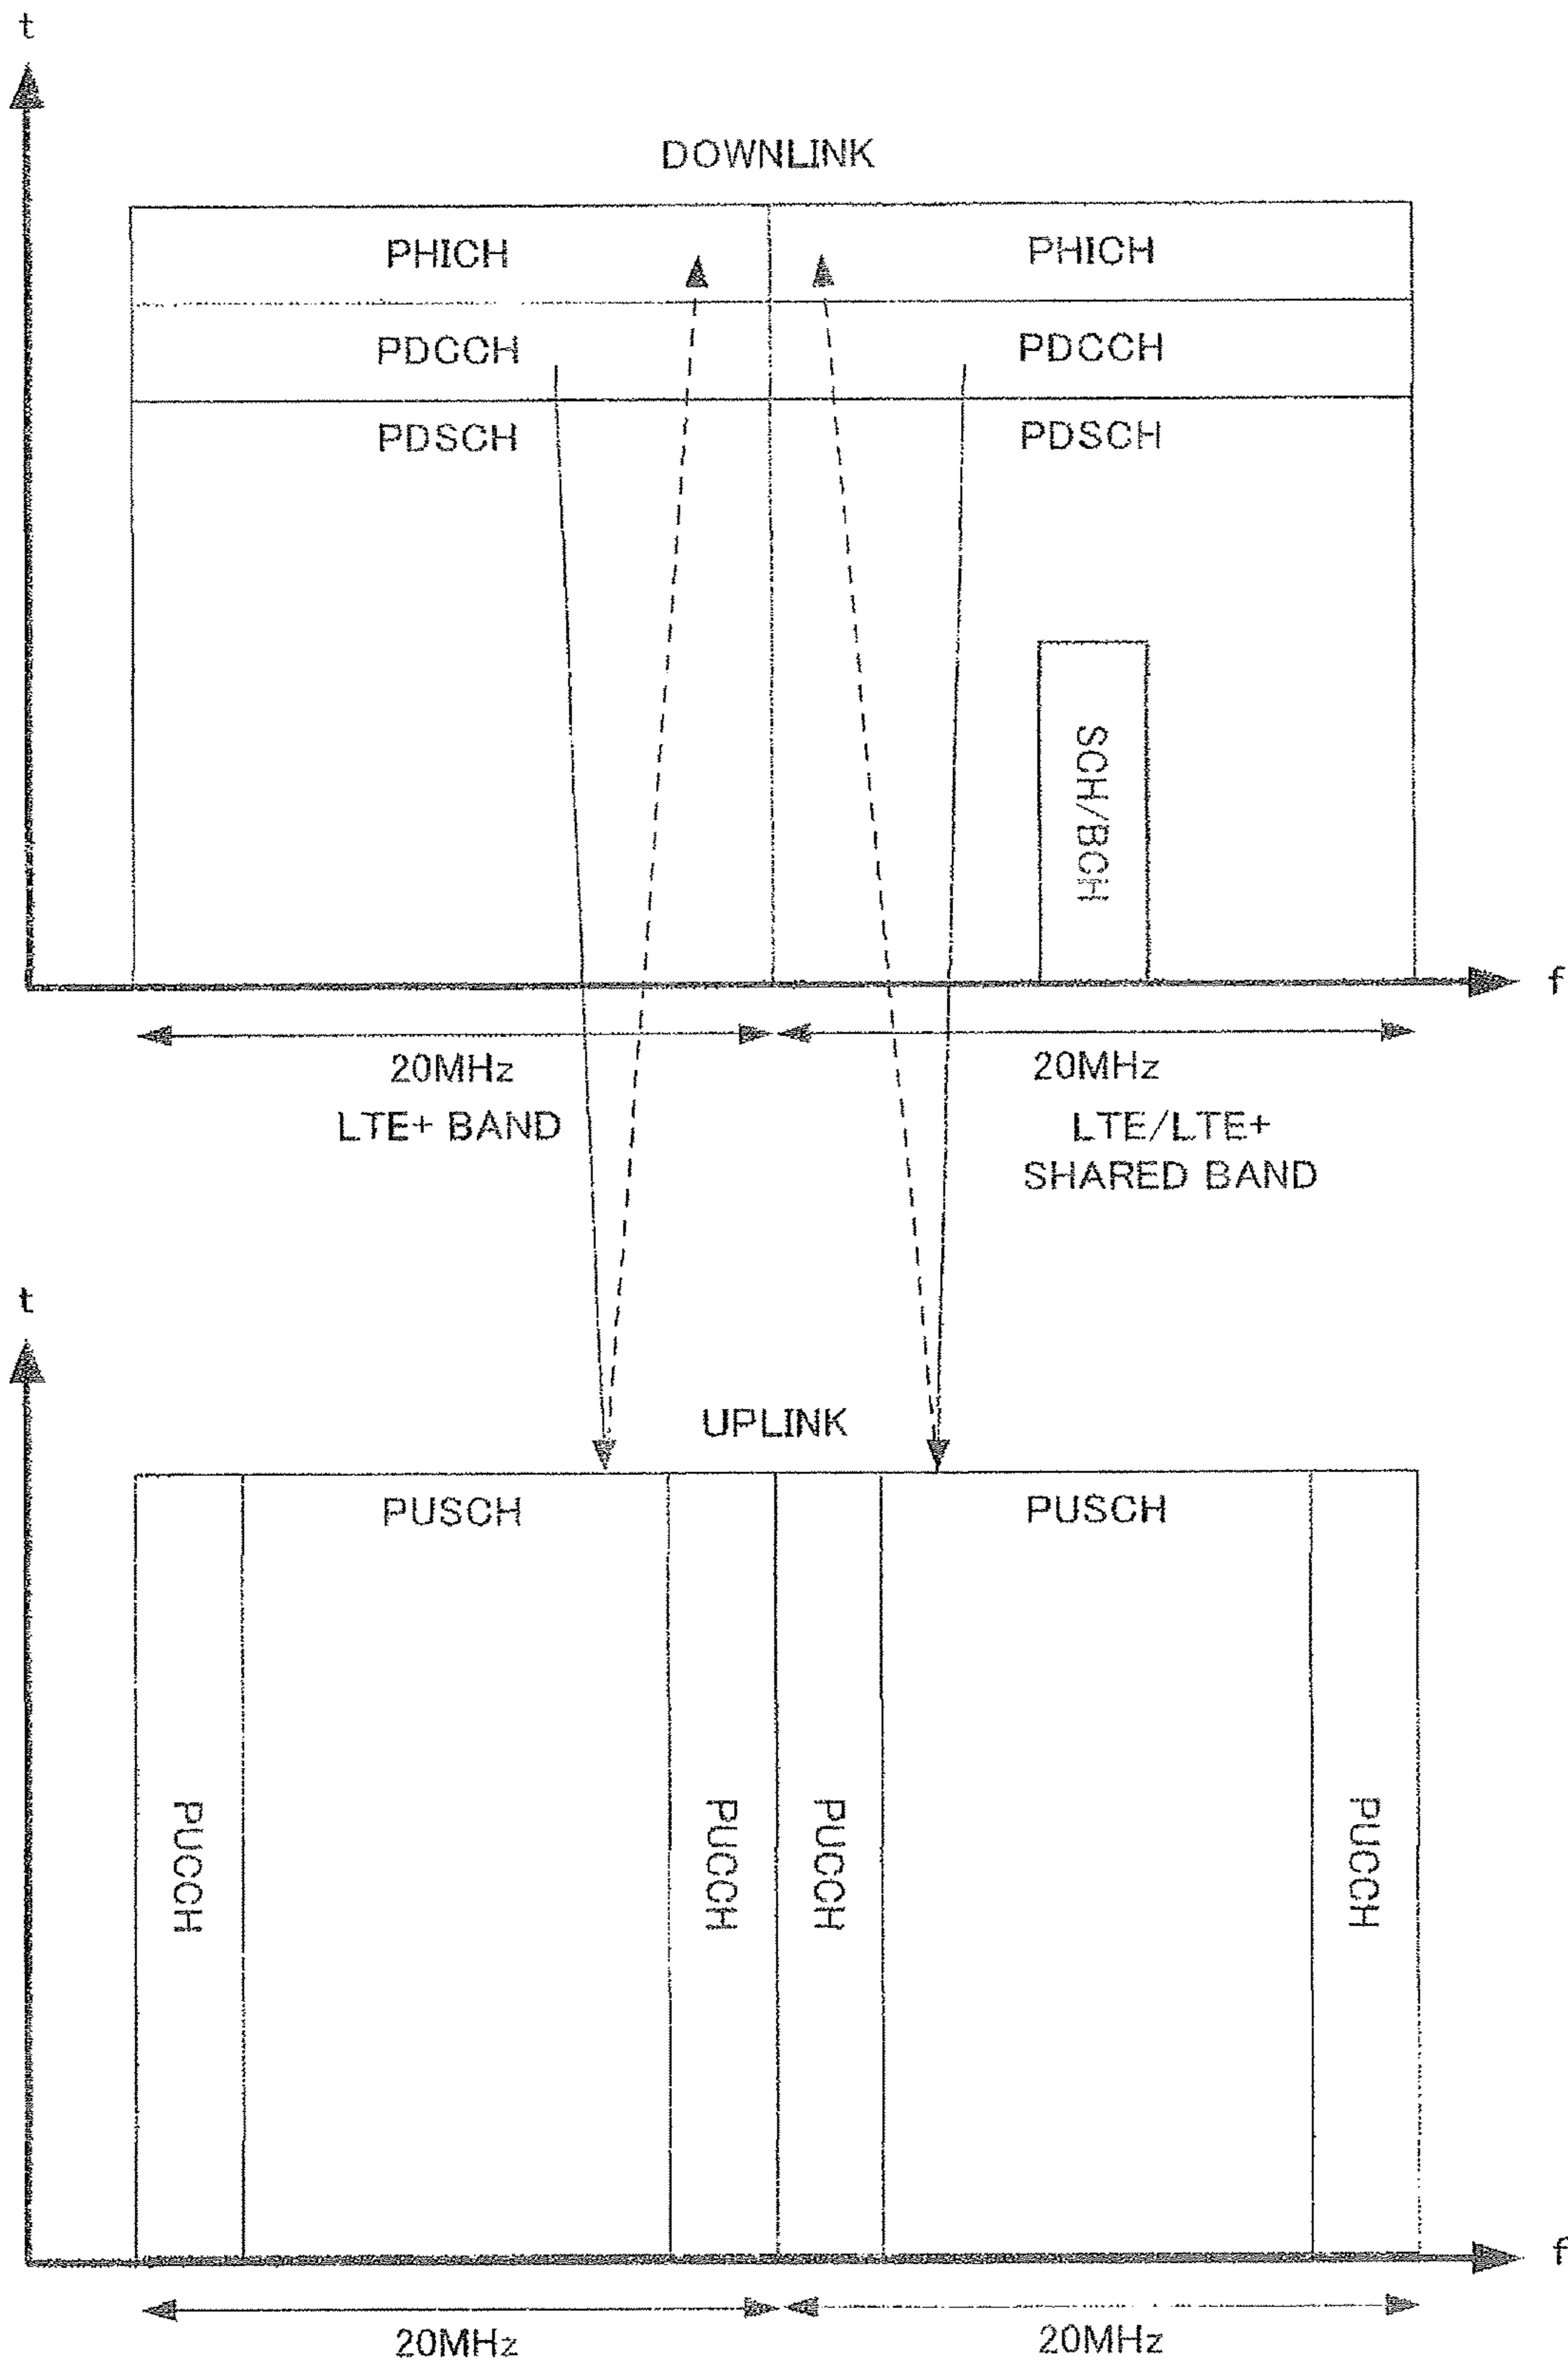 t
DOWNLINK
PHICH
PHICH
PDCCH
PDCCH
PDSCH
PDSCH
SCH/BCH
f
20MHz
20MHz
LTE+ BAND
LTE/LTE+
SHARED BAND
t
UPLINK
PUSCH
PUSCH
PUCCH
PUCCH
PUCCH
PUCCH
f
20MHz
20MHz